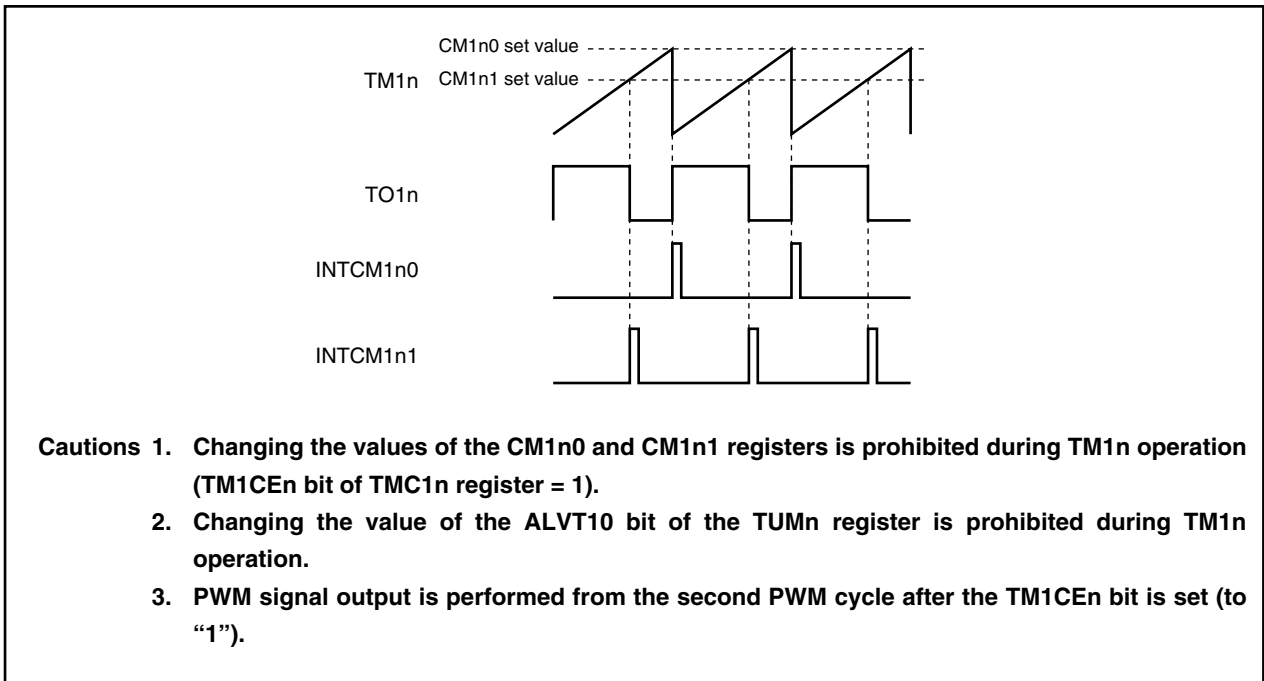 CM1n0 set value
TM1n
CM1n1 set value
TO1n
INTCM1n0
INTCM1n1
Cautions 1. Changing the values of the CM1n0 and CM1n1 registers is prohibited during TM1n operation
(TM1CEn bit of TMC1n register = 1).
2. Changing the value of the ALVT10 bit of the TUMn register is prohibited during TM1n
operation.
3. PWM signal output is performed from the second PWM cycle after the TM1CEn bit is set (to
“1”).